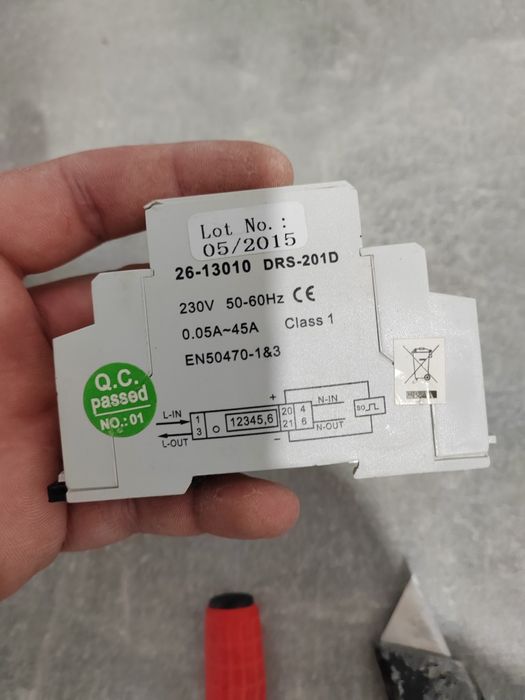 Lot No.:
05/2015
26-13010 DRS-201D
230V 50-60Hz CE
0.05A~45A Class 1
EN50470-1&3
Q.C.
passed
NO.:01
L-IN
L-OUT
1
3
12345,6
+
-
20 4
21 6
N-IN
N-OUT
SO